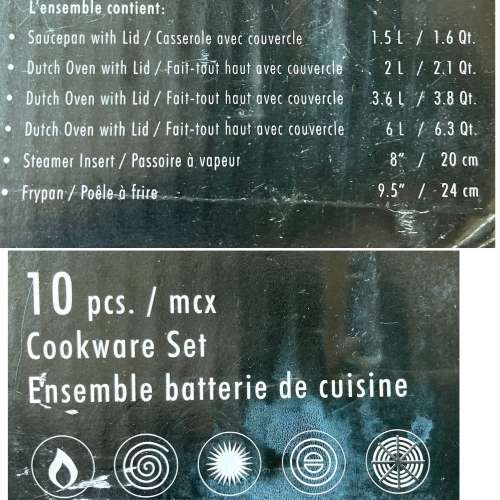 L'ensemble contient:
• Saucepan with Lid / Casserole avec couvercle 1.5 L / 1.6 Qt.
• Dutch Oven with Lid / Fait-tout haut avec couvercle 2 L / 2.1 Qt.
• Dutch Oven with Lid / Fait-tout haut avec couvercle 3.6 L / 3.8 Qt.
• Dutch Oven with Lid / Fait-tout haut avec couvercle 6 L / 6.3 Qt.
• Steamer Insert / Passoire à vapeur 8" / 20 cm
• Frypan / Poêle à frire 9.5" / 24 cm
10 pcs. / mcx
Cookware Set
Ensemble batterie de cuisine